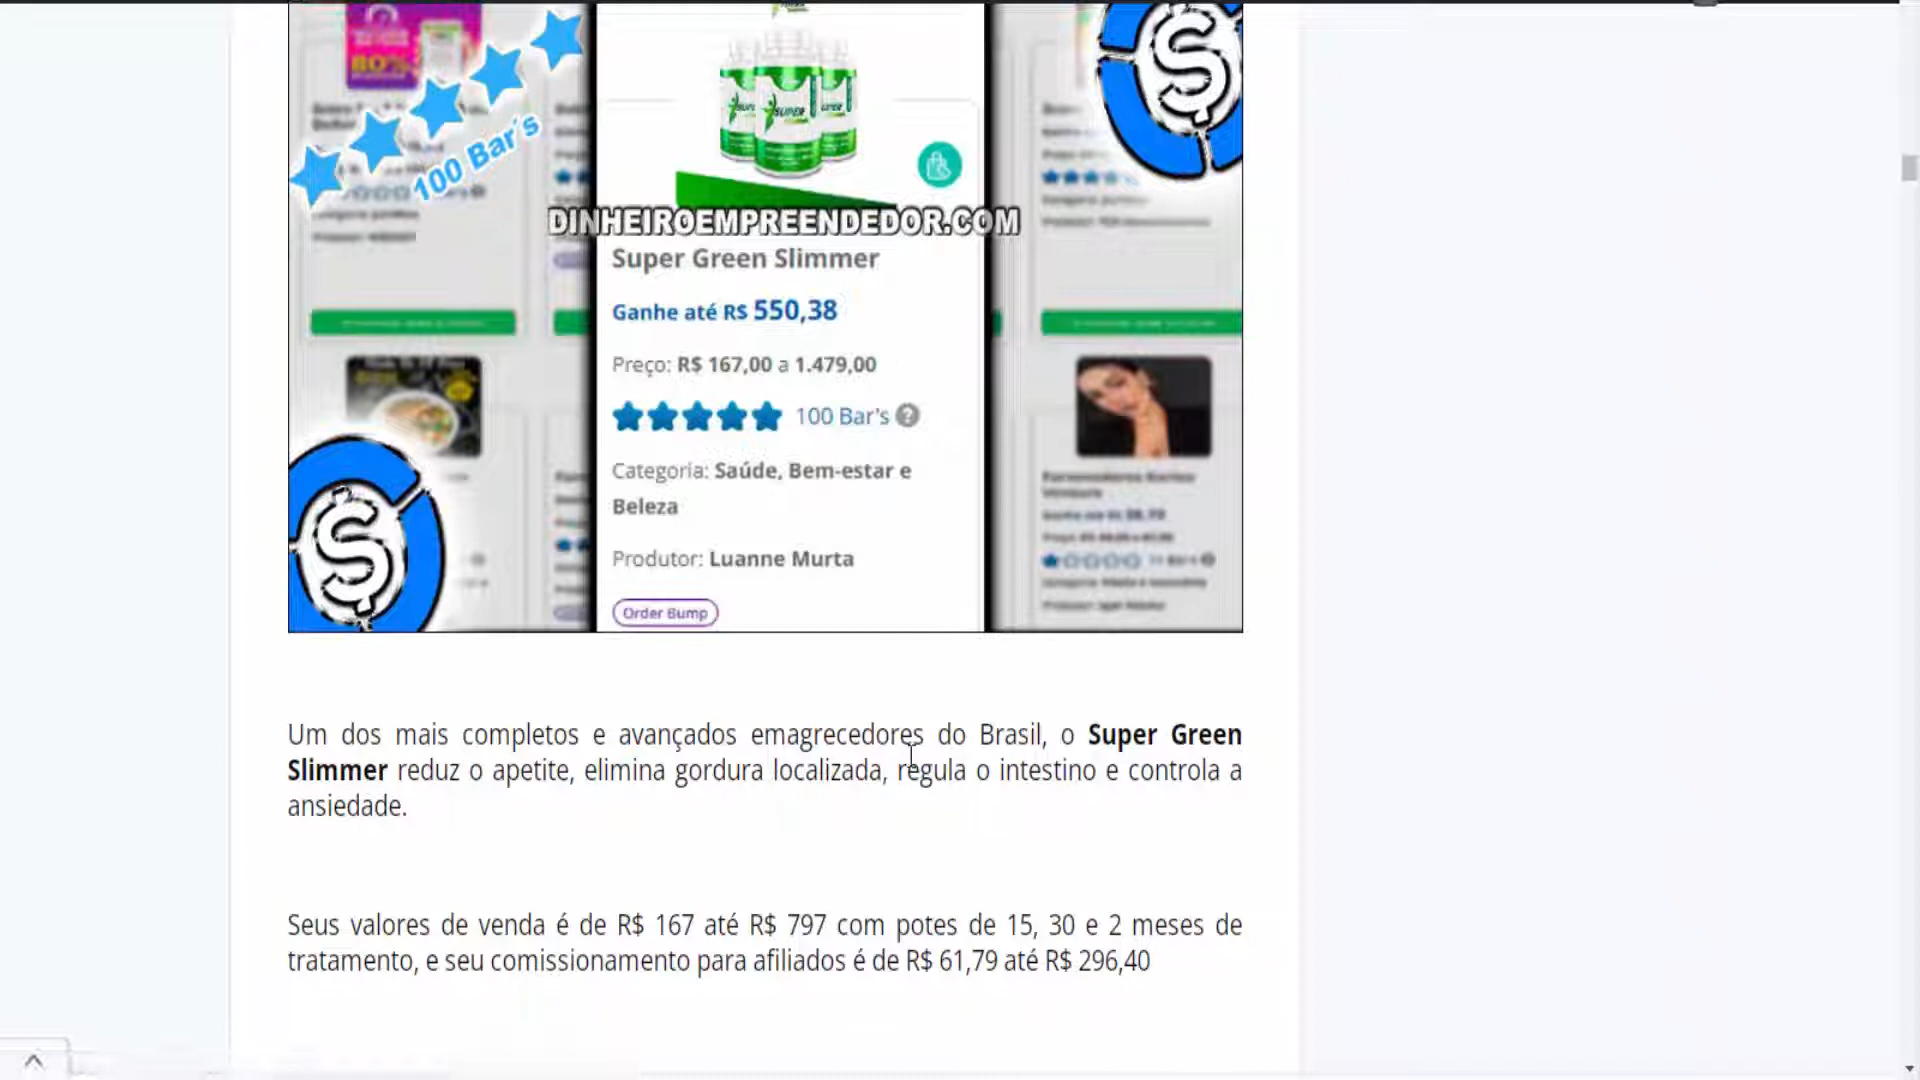 80%
100 Bar's
SUPER
DINHEIROEMPREENDEDOR.COM
Super Green Slimmer
Ganhe até R$ 550,38
Preço: R$ 167,00 a 1.479,00
100 Bar's ?
Categoria: Saúde, Bem-estar e
Beleza
Produtor: Luanne Murta
Order Bump
Um dos mais completos e avançados emagrecedores do Brasil, o Super Green
Slimmer reduz o apetite, elimina gordura localizada, regula o intestino e controla a
ansiedade.
Seus valores de venda é de R$ 167 até R$ 797 com potes de 15, 30 e 2 meses de
tratamento, e seu comissionamento para afiliados é de R$ 61,79 até R$ 296,40